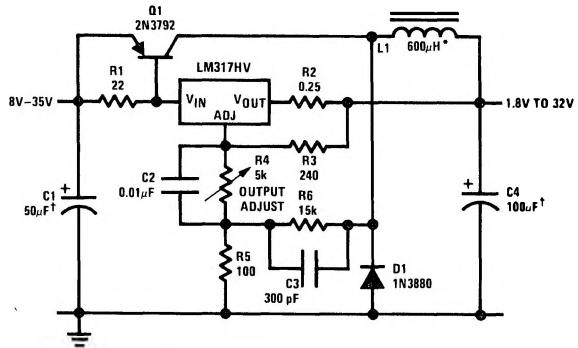 Q1
2N3792
L1
600μH*
R1
22
LM317HV
R2
0.25
8V–35V
VIN
VOUT
ADJ
1.8V TO 32V
R3
240
C2
0.01μF
R4
5k
OUTPUT
ADJUST
R6
15k
C1
50μF†
+
+
C4
100μF†
R5
100
C3
300 pF
D1
1N3880